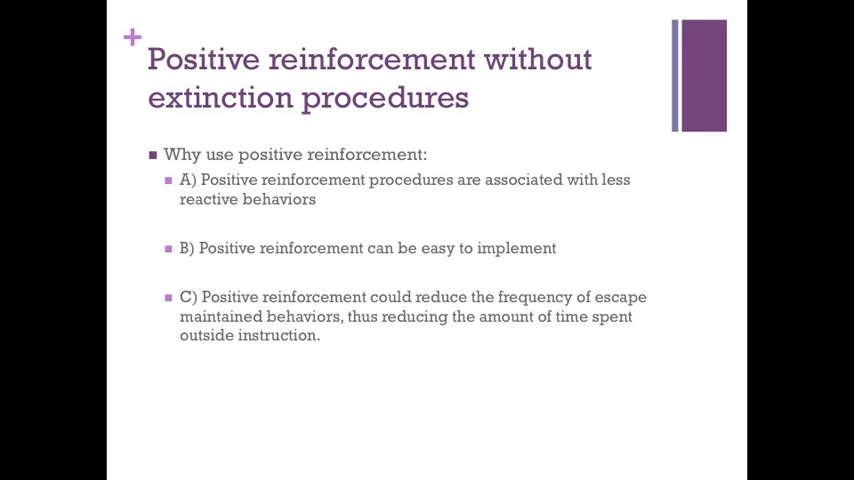 +
Positive reinforcement without
extinction procedures
Why use positive reinforcement:
A) Positive reinforcement procedures are associated with less
reactive behaviors
B) Positive reinforcement can be easy to implement
C) Positive reinforcement could reduce the frequency of escape
maintained behaviors, thus reducing the amount of time spent
outside instruction.